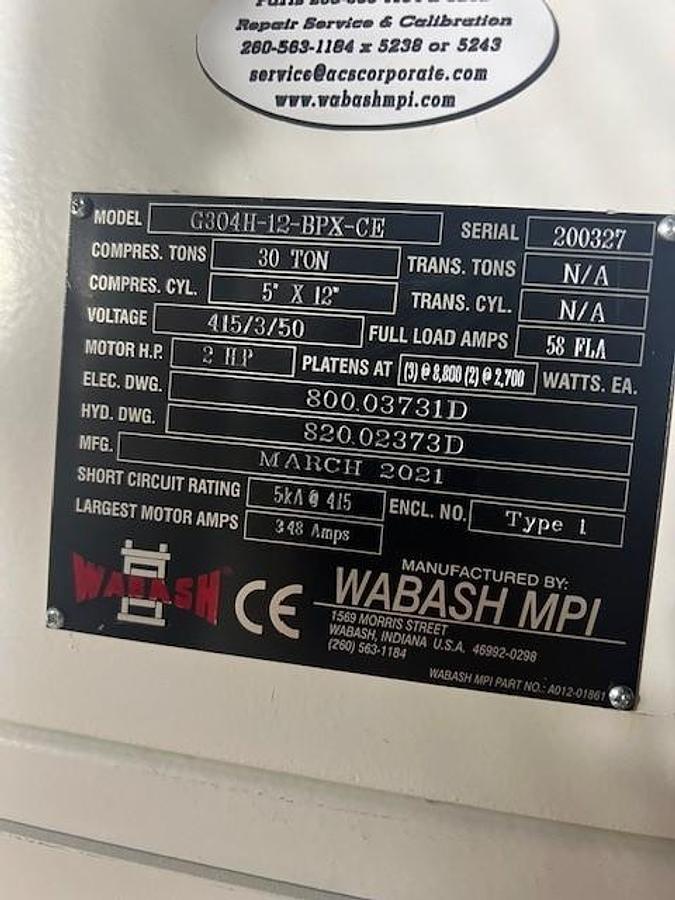 Repair Service & Calibration
260-563-1184 x 5238 or 5243
service@acscorporate.com
www.wabashmpi.com
MODEL G304H-12-BPX-CE SERIAL 200327
COMPRES. TONS 30 TON TRANS. TONS N/A
COMPRES. CYL. 5" X 12" TRANS. CYL. N/A
VOLTAGE 415/3/50 FULL LOAD AMPS 58 FLA
MOTOR H.P. 2 HP PLATENS AT (3) @ 8,800 (2) @ 2,700 WATTS. EA.
ELEC. DWG. 800.03731D
HYD. DWG. 820.02373D
MFG. MARCH 2021
SHORT CIRCUIT RATING 5kA @ 415 ENCL. NO. Type 1
LARGEST MOTOR AMPS 3.48 Amps
WABASH
CE
MANUFACTURED BY:
WABASH MPI
1569 MORRIS STREET
WABASH, INDIANA U.S.A. 46992-0298
(260) 563-1184
WABASH MPI PART NO.: A012-01861